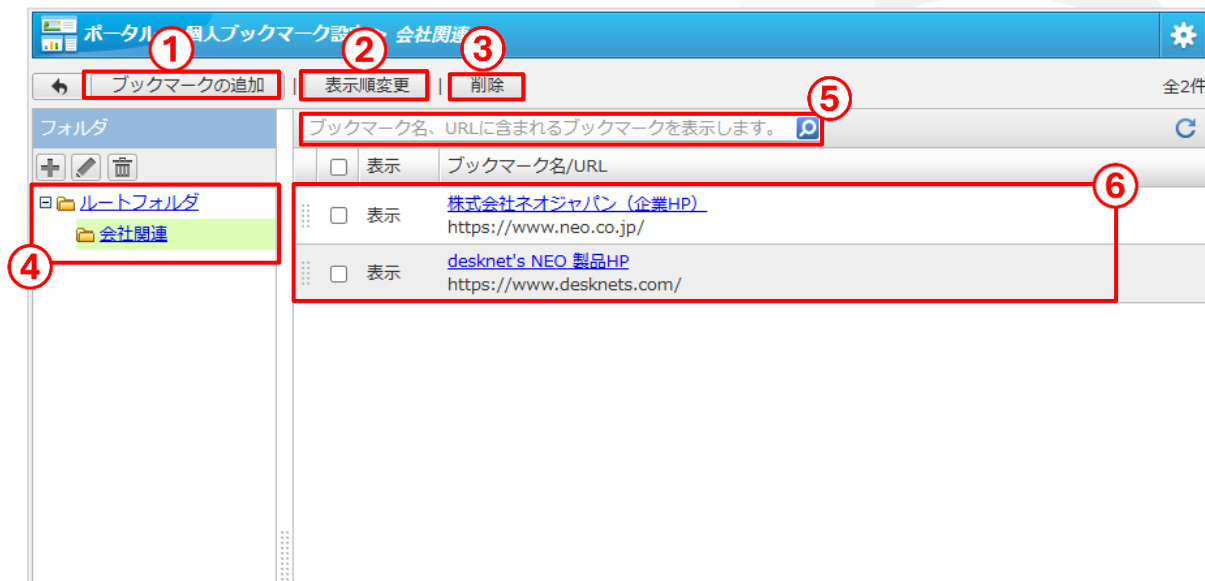 ポータル 個人ブックマーク設 > 会社関連
① ② ③
ブックマークの追加 | 表示順変更 | 削除 全2件
⑤
フォルダ
ブックマーク名、URLに含まれるブックマークを表示します。
表示 ブックマーク名/URL
⑥
ルートフォルダ
会社関連
④
表示 株式会社ネオジャパン（企業HP）
https://www.neo.co.jp/
表示 desknet's NEO 製品HP
https://www.desknets.com/